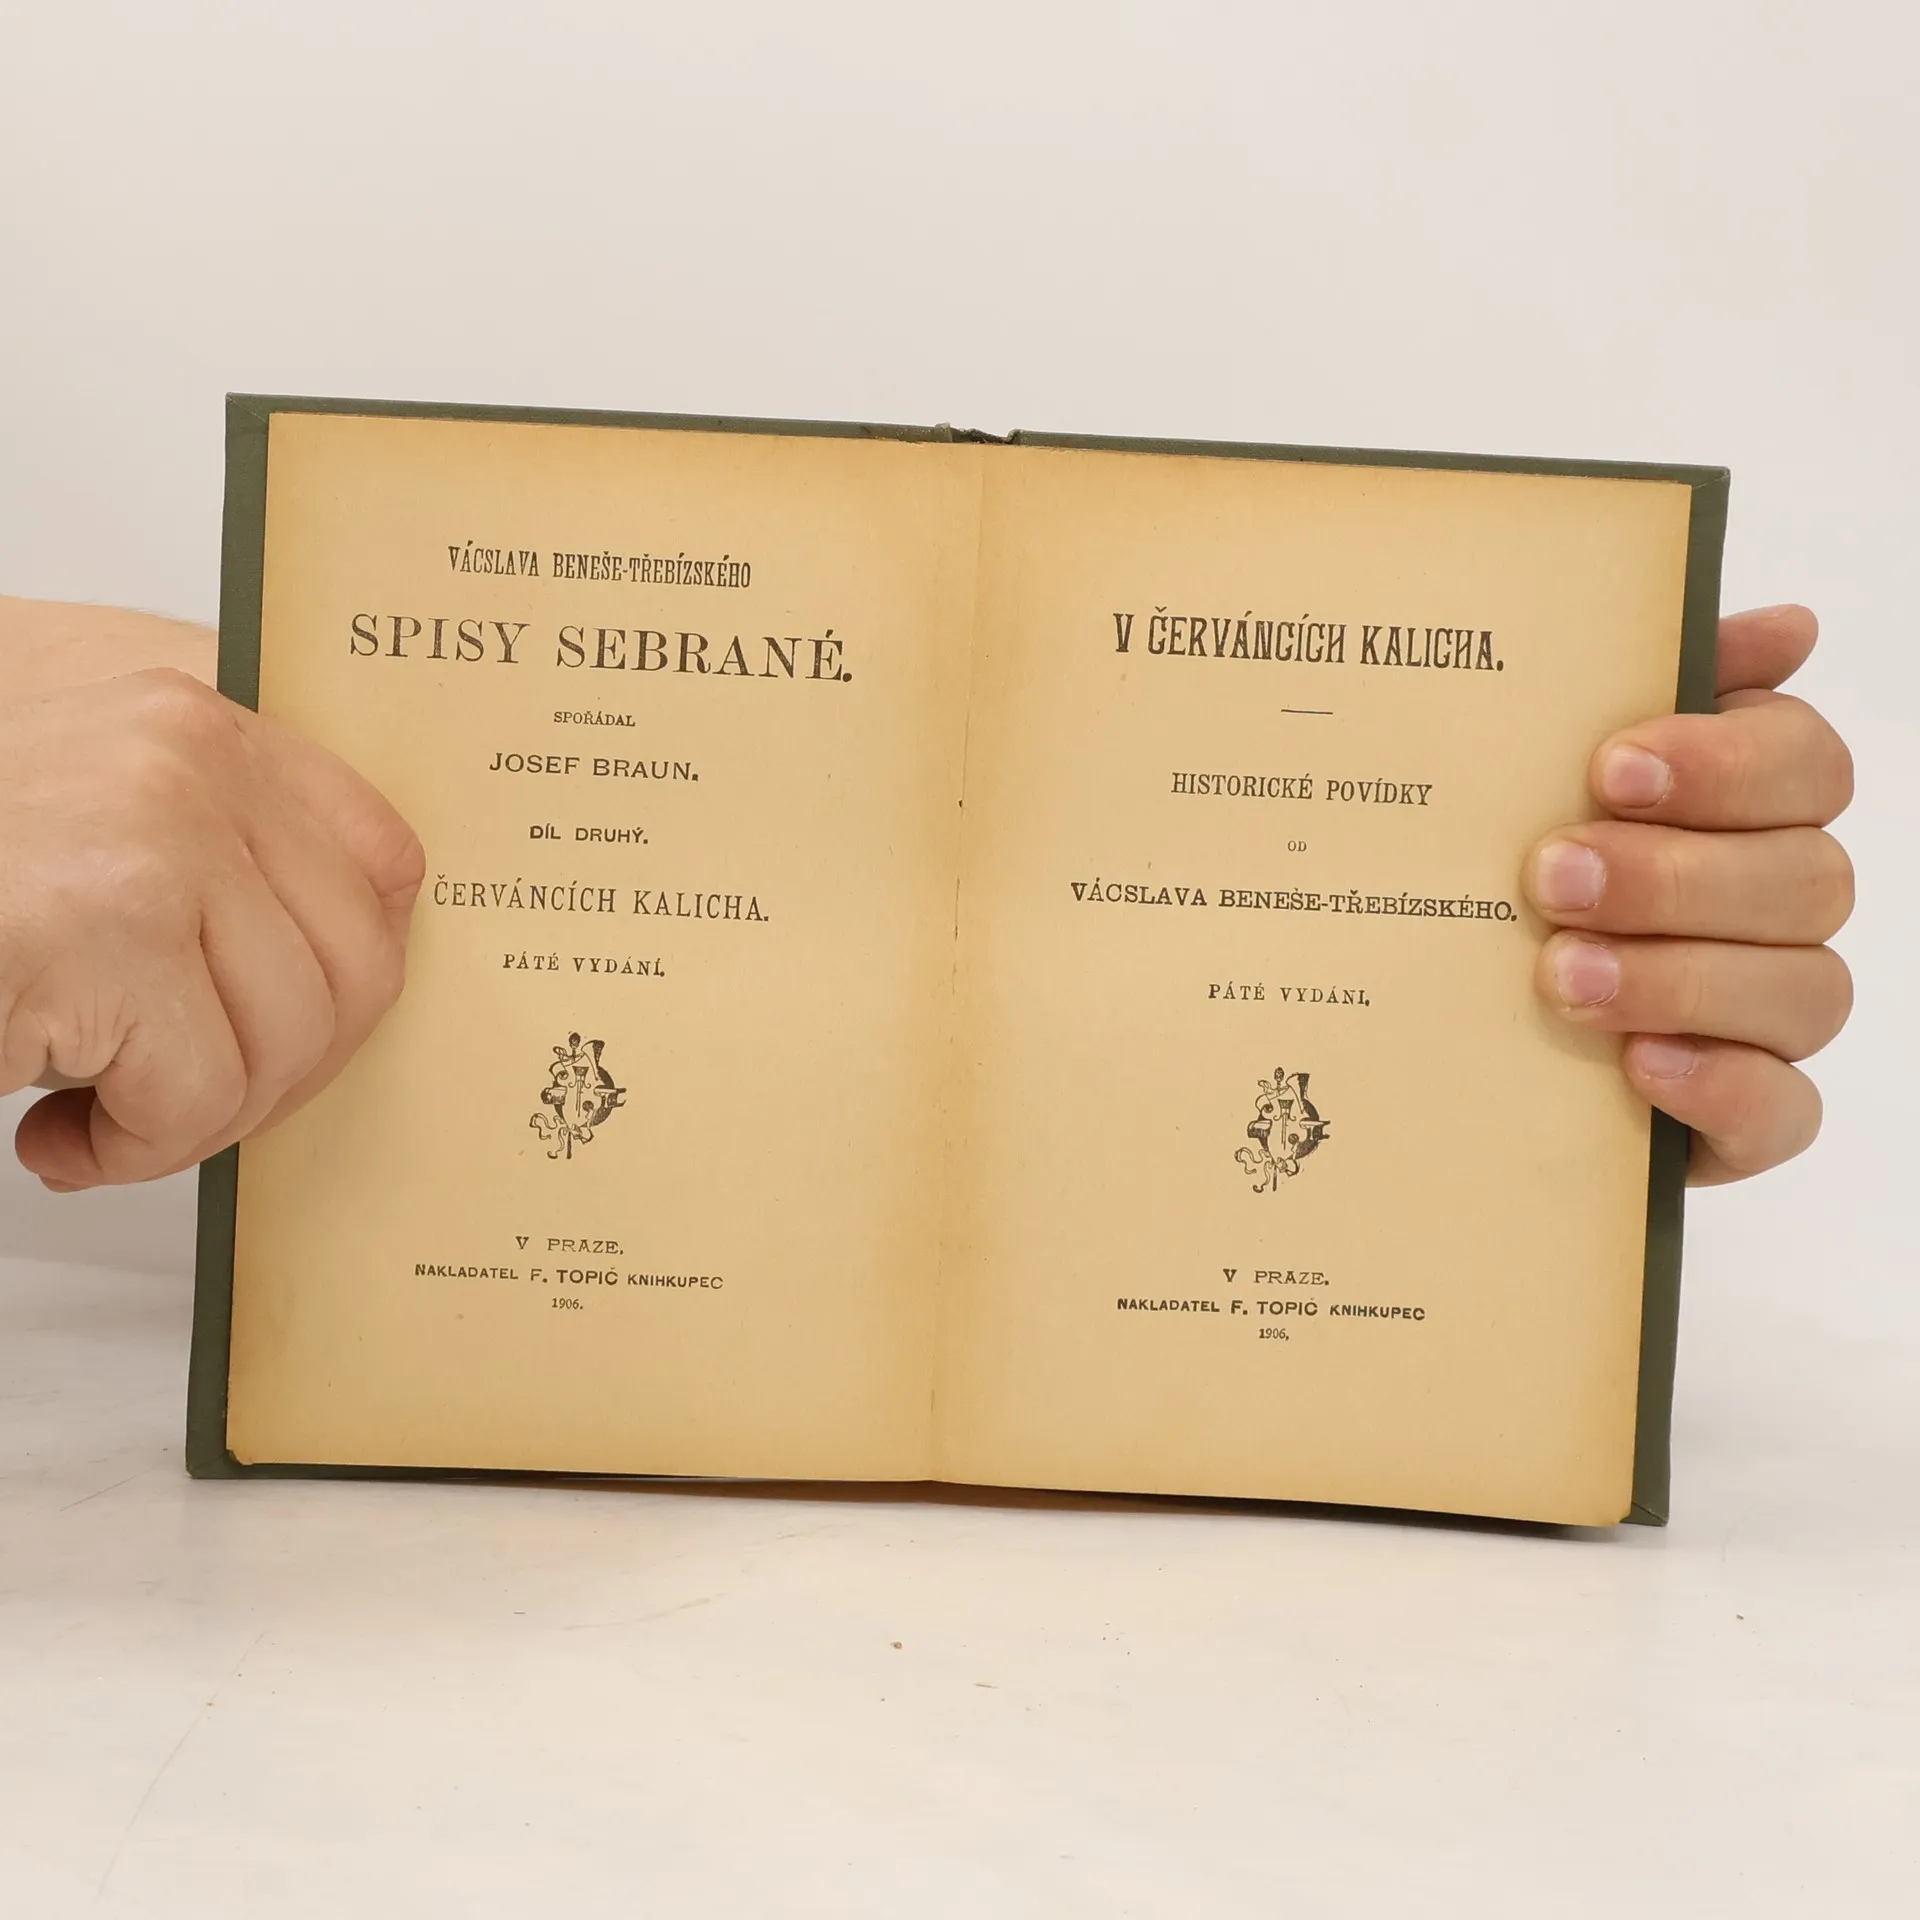 VÁCSLAVA BENEŠE-TŘEBÍZSKÉHO
SPISY SEBRANÉ.
SPOŘÁDAL
JOSEF BRAUN.
DÍL DRUHÝ.
ČERVÁNCÍCH KALICHA.
PÁTÉ VYDÁNÍ.
V PRAZE.
NAKLADATEL F. TOPIČ KNIHKUPEC
1906.
V ČERVÁNCÍCH KALICHA.
HISTORICKÉ POVÍDKY
OD
VÁCSLAVA BENEŠE-TŘEBÍZSKÉHO.
PÁTÉ VYDÁNI.
V PRAZE.
NAKLADATEL F. TOPIČ KNIHKUPEC
1906.